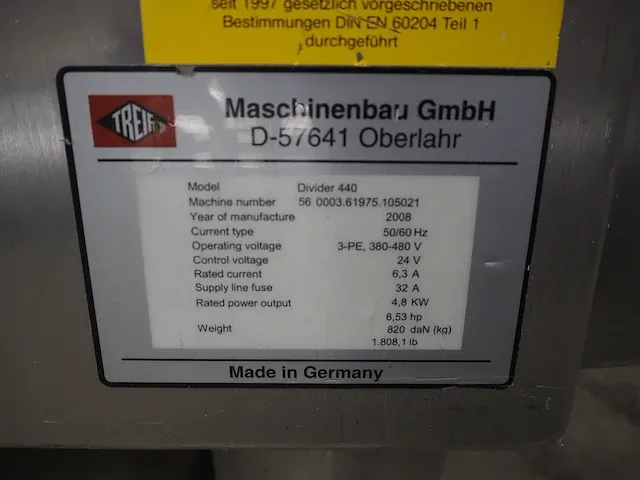 seit 1997 gesetzlich vorgeschriebenen
Bestimmungen DIN EN 60204 Teil 1
durchgeführt
TREIF
Maschinenbau GmbH
D-57641 Oberlahr
Model Divider 440
Machine number 56 0003.61975.105021
Year of manufacture 2008
Current type 50/60 Hz
Operating voltage 3-PE, 380-480 V
Control voltage 24 V
Rated current 6,3 A
Supply line fuse 32 A
Rated power output 4,8 KW
6,53 hp
Weight 820 daN (kg)
1.808,1 lb
Made in Germany